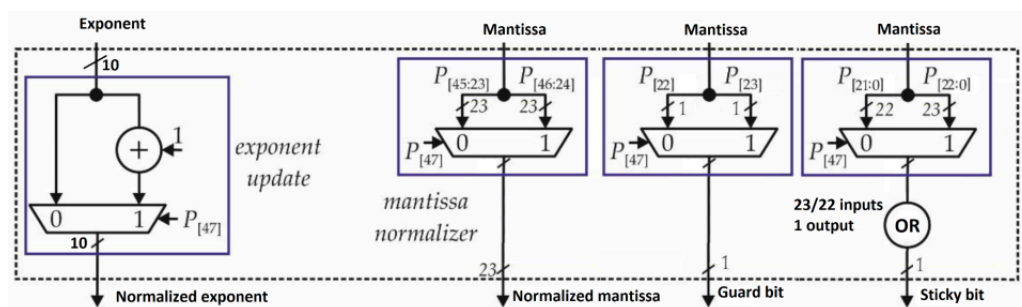 Exponent
Mantissa
Mantissa
Mantissa
10
P[45:23]
P[46:24]
P[22]
P[23]
P[21:0]
P[22:0]
23
23
1
1
22
23
1
+
exponent
update
P[47]
0
1
P[47]
0
1
P[47]
0
1
0
1
P[47]
mantissa
normalizer
23/22 inputs
1 output
OR
10
23
1
1
Normalized exponent
Normalized mantissa
Guard bit
Sticky bit